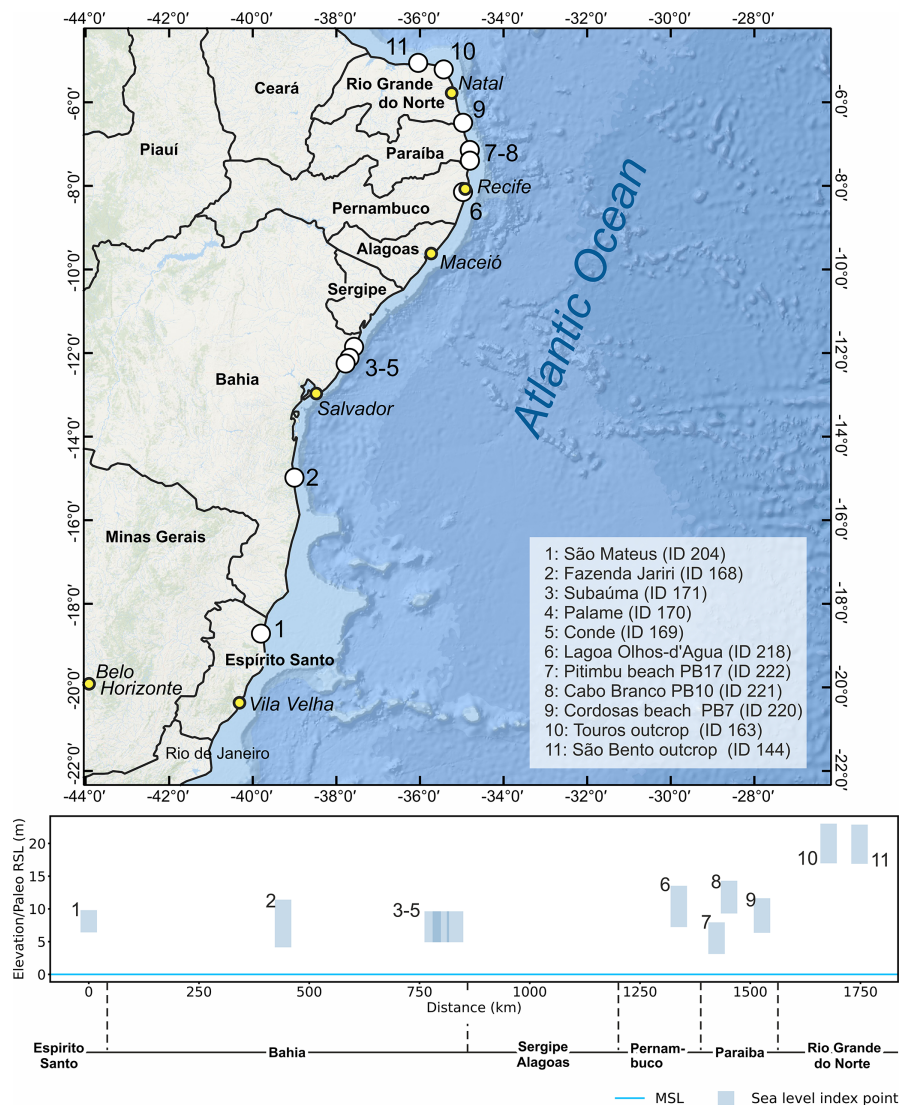 -44°0′ -42°0′ -40°0′ -38°0′ -36°0′ -34°0′ -32°0′ -30°0′ -28°0′
11
10
Ceará
Rio Grande
do Norte
Natal
-6°0′ -6°0′
9
Piauí
Paraíba
7-8
-8°0′ -8°0′
Recife
Pernambuco
6
Alagoas
Maceió
-10°0′ -10°0′
Sergipe
Atlantic Ocean
-12°0′ -12°0′
3-5
Bahia
Salvador
-14°0′ -14°0′
2
-16°0′ -16°0′
Minas Gerais
1: São Mateus (ID 204)
2: Fazenda Jariri (ID 168)
3: Subaúma (ID 171)
4: Palame (ID 170)
5: Conde (ID 169)
6: Lagoa Olhos-d'Agua (ID 218)
7: Pitimbu beach PB17 (ID 222)
8: Cabo Branco PB10 (ID 221)
9: Cordosas beach PB7 (ID 220)
10: Touros outcrop (ID 163)
11: São Bento outcrop (ID 144)
-18°0′ -18°0′
1
Espírito Santo
Belo
Horizonte
-20°0′ -20°0′
Vila Velha
Rio de Janeiro
-22°0′ -22°0′
-44°0′ -42°0′ -40°0′ -38°0′ -36°0′ -34°0′ -32°0′ -30°0′ -28°0′
Elevation/Paleo RSL (m)
20
15
10
5
0
1
2
3-5
6
7
8
9
10
11
0 250 500 750 1000 1250 1500 1750
Distance (km)
Espirito
Santo
Bahia
Sergipe
Alagoas
Pernam-
buco
Paraiba
Rio Grande
do Norte
MSL
Sea level index point